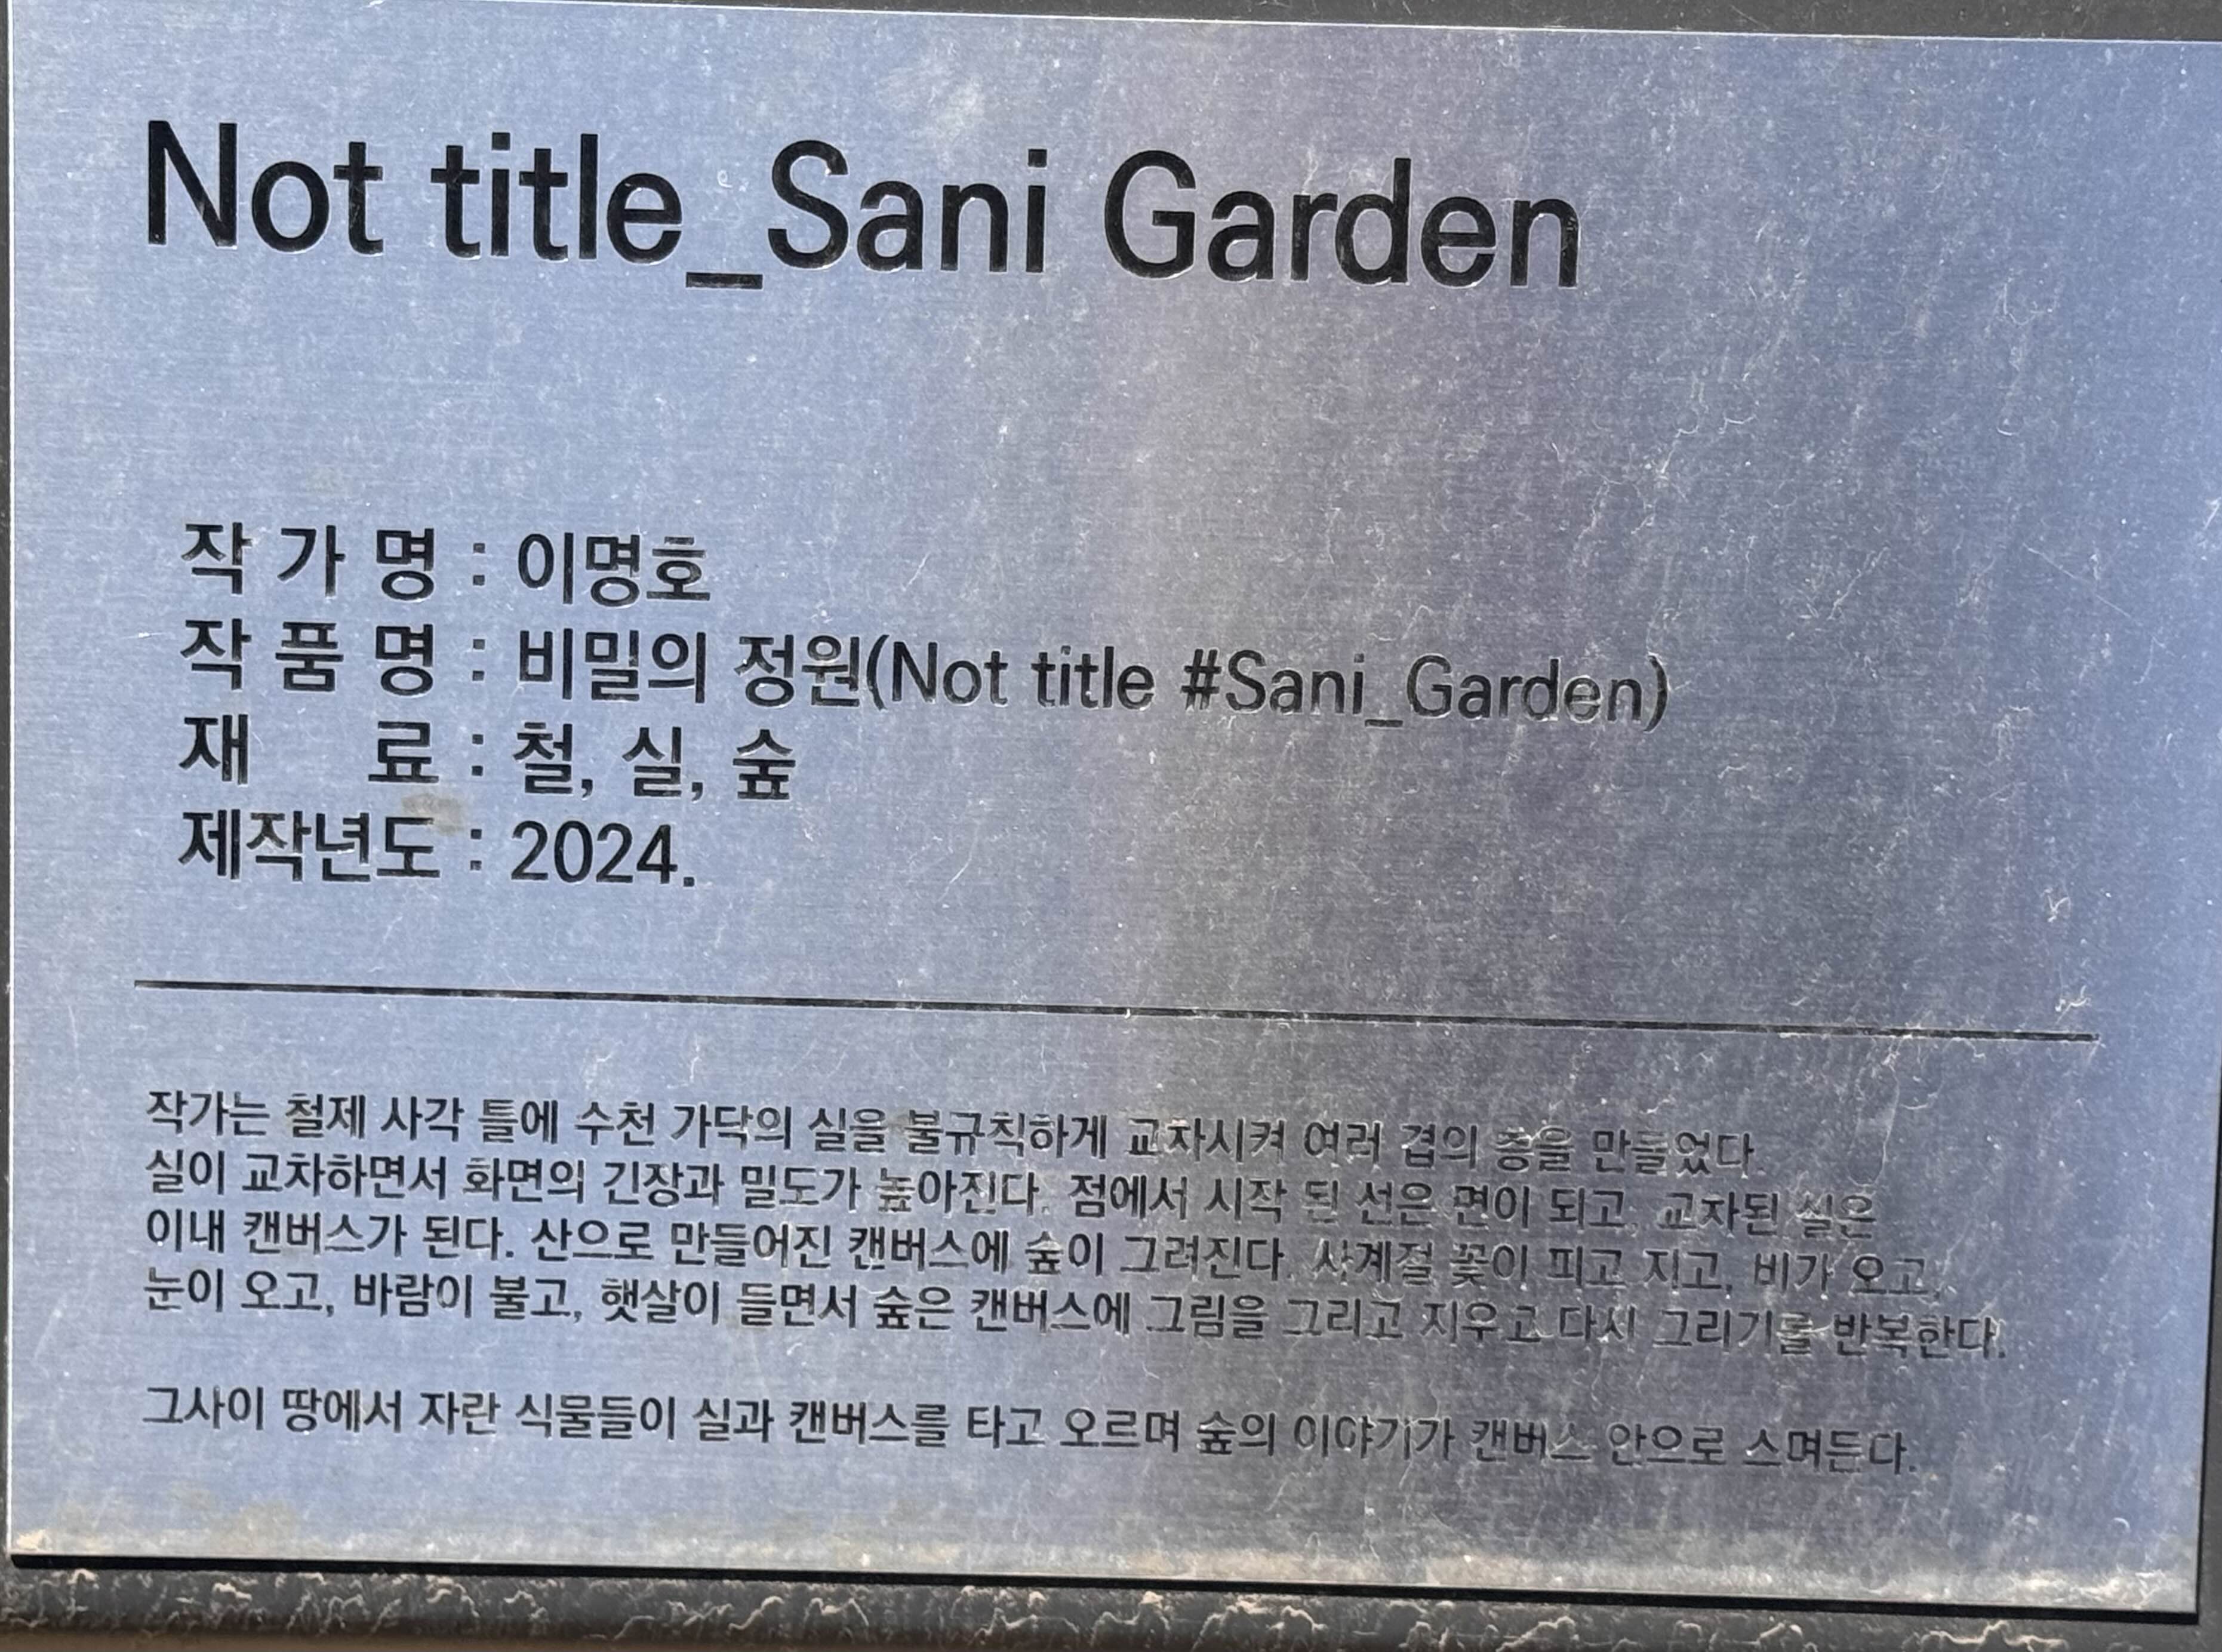 Not title_Sani Garden
작 가 명 : 이명호
작 품 명 : 비밀의 정원(Not title #Sani_Garden)
재 료 : 철, 실, 숲
제작년도 : 2024.
작가는 철제 사각 틀에 수천 가닥의 실을 불규칙하게 교차시켜 여러 겹의 층을 만들었다.
실이 교차하면서 화면의 긴장과 밀도가 높아진다. 점에서 시작 된 선은 면이 되고, 교차된 실은
이내 캔버스가 된다. 산으로 만들어진 캔버스에 숲이 그려진다. 사계절 꽃이 피고 지고, 비가 오고,
눈이 오고, 바람이 불고, 햇살이 들면서 숲은 캔버스에 그림을 그리고 지우고 다시 그리기를 반복한다.
그사이 땅에서 자란 식물들이 실과 캔버스를 타고 오르며 숲의 이야기가 캔버스 안으로 스며든다.